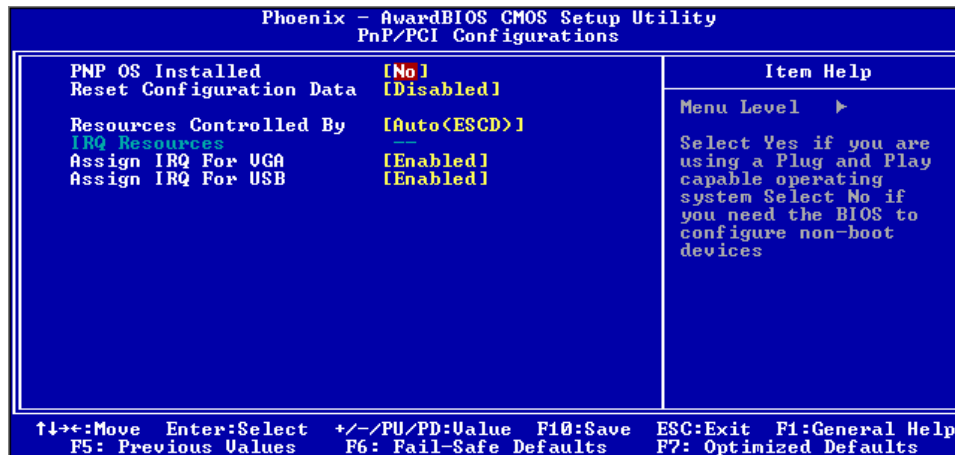 Phoenix - AwardBIOS CMOS Setup Utility
PnP/PCI Configurations
PNP OS Installed [No]
Reset Configuration Data [Disabled]
Resources Controlled By [Auto(ESCD)]
IRQ Resources --
Assign IRQ For VGA [Enabled]
Assign IRQ For USB [Enabled]
Item Help
Menu Level ▶
Select Yes if you are
using a Plug and Play
capable operating
system Select No if
you need the BIOS to
configure non-boot
devices
↑↓→←:Move Enter:Select +/-/PU/PD:Value F10:Save ESC:Exit F1:General Help
F5: Previous Values F6: Fail-Safe Defaults F7: Optimized Defaults